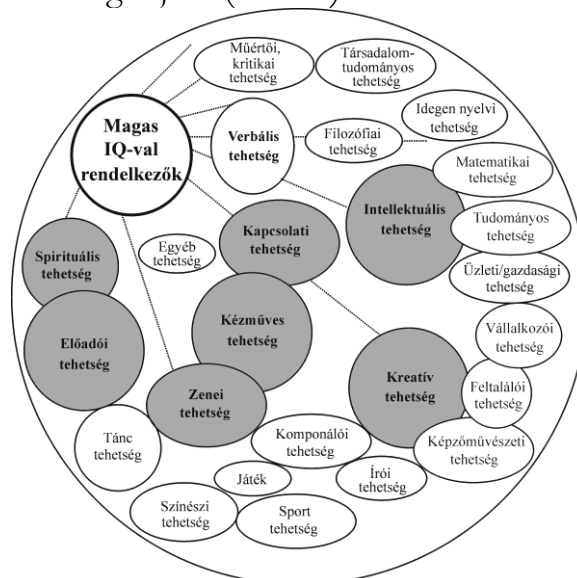 Műértői,
kritikai
tehetség
Társadalom-
tudományos
tehetség
Magas
IQ-val
rendelkezők
Verbális
tehetség
Filozófiai
tehetség
Idegen nyelvi
tehetség
Matematikai
tehetség
Intellektuális
tehetség
Tudományos
tehetség
Spirituális
tehetség
Egyéb
tehetség
Kapcsolati
tehetség
Üzleti/gazdasági
tehetség
Előadói
tehetség
Kézműves
tehetség
Vállalkozói
tehetség
Zenei
tehetség
Kreatív
tehetség
Feltalálói
tehetség
Tánc
tehetség
Komponálói
tehetség
Képzőművészeti
tehetség
Játék
Írói
tehetség
Színészi
tehetség
Sport
tehetség